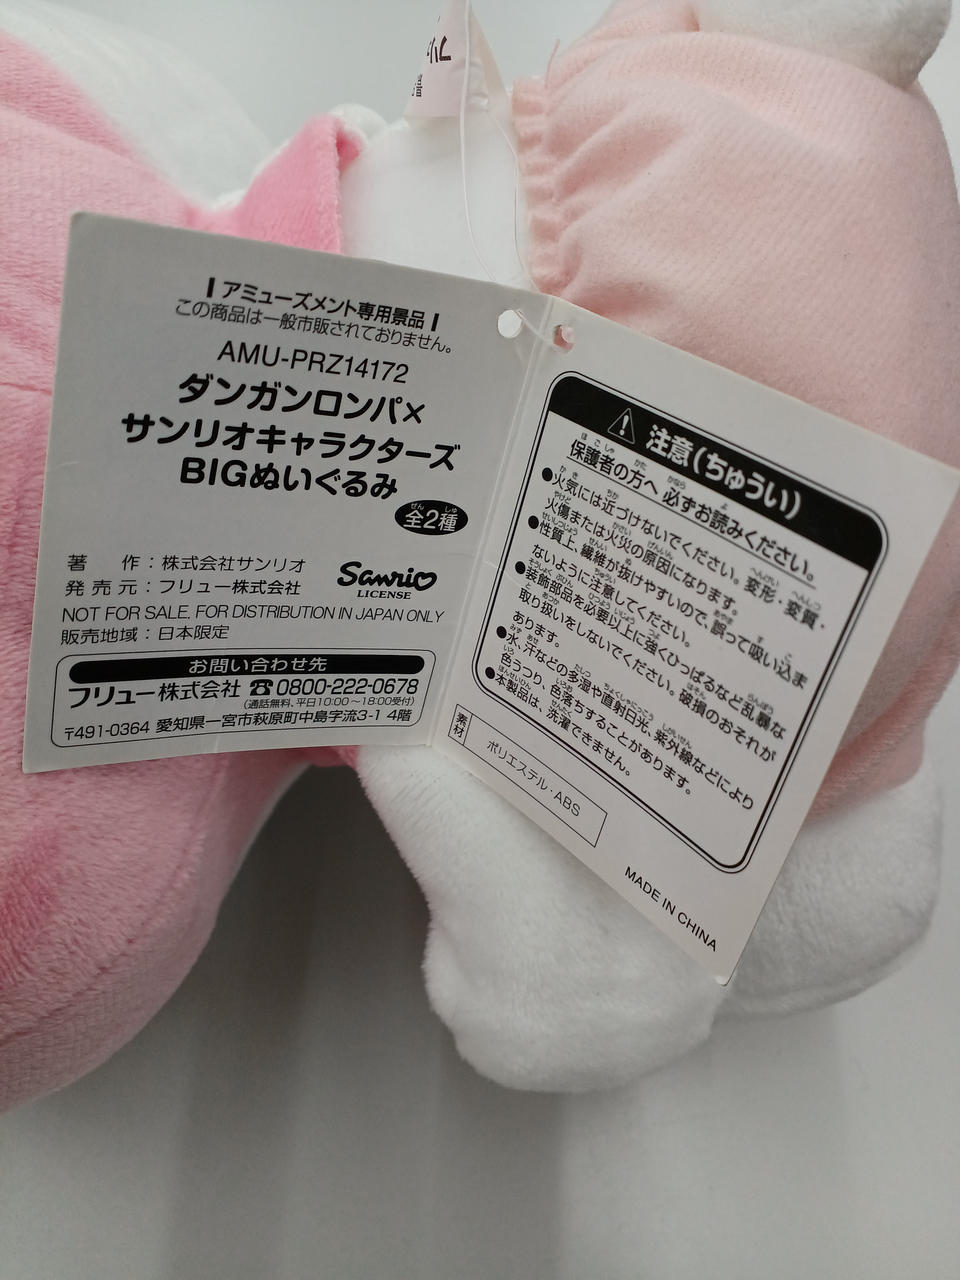 アミューズメント専用景品
この商品は一般市販されておりません。
AMU-PRZ14172
ダンガンロンパ×
サンリオキャラクターズ
BIGぬいぐるみ
全2種
著 作：株式会社サンリオ
発 売 元：フリュー株式会社
Sanrio
LICENSE
NOT FOR SALE. FOR DISTRIBUTION IN JAPAN ONLY
販売地域：日本限定
お問い合わせ先
フリュー株式会社 ☎0800-222-0678
(通話無料、平日10:00～18:00受付)
〒491-0364 愛知県一宮市萩原町中島字流3-1 4階
⚠ 注意(ちゅうい)
保護者の方へ 必ずお読みください。
●火気には近づけないでください。変形・変質・
火傷または火災の原因になります。
●性質上、繊維が抜けやすいので、誤って吸い込ま
ないように注意してください。
●装飾部品を必要以上に強くひっぱるなど乱暴な
取り扱いをしないでください。破損のおそれが
あります。
●水、汗などの多湿や直射日光、紫外線などにより
色うつり、色落ちすることがあります。
●本製品は、洗濯できません。
素材
ポリエステル・ABS
MADE IN CHINA